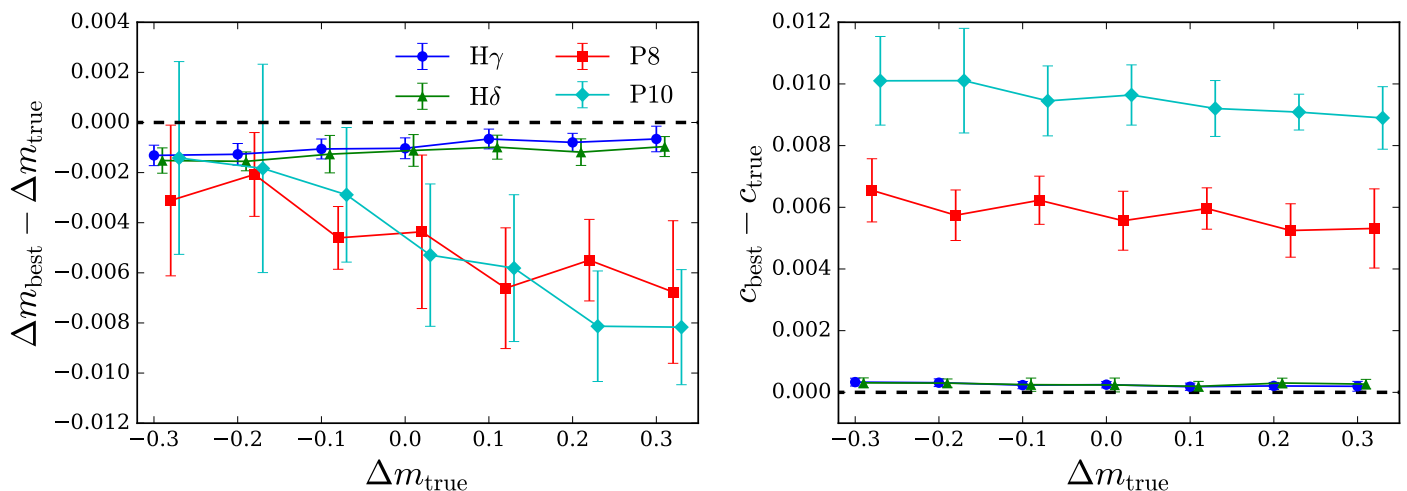 0.004
0.002
0.000
−0.002
−0.004
−0.006
−0.008
−0.010
−0.012
Δm_best − Δm_true
Hγ
Hδ
P8
P10
−0.3 −0.2 −0.1 0.0 0.1 0.2 0.3
Δm_true
0.012
0.010
0.008
0.006
0.004
0.002
0.000
c_best − c_true
−0.3 −0.2 −0.1 0.0 0.1 0.2 0.3
Δm_true